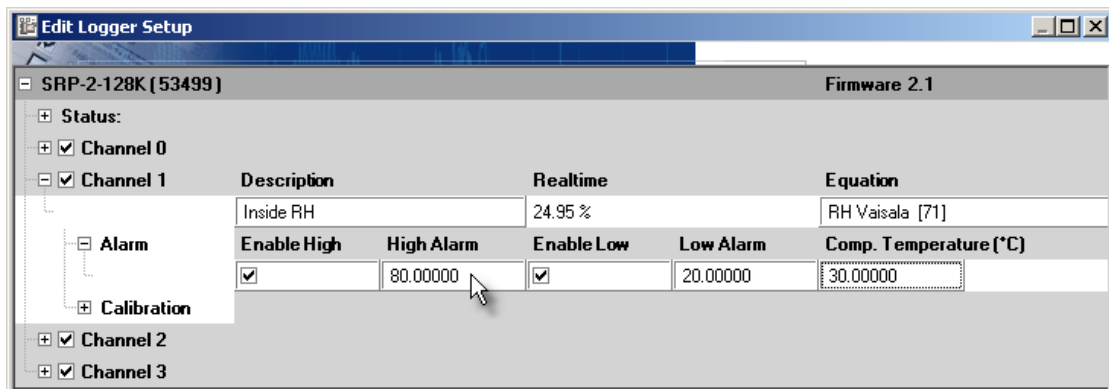 Edit Logger Setup
SRP-2-128K (53499) Firmware 2.1
Status:
Channel 0
Channel 1 Description Realtime Equation
Inside RH 24.95 % RH Vaisala [71]
Alarm Enable High High Alarm Enable Low Low Alarm Comp. Temperature (°C)
80.00000 20.00000 30.00000
Calibration
Channel 2
Channel 3